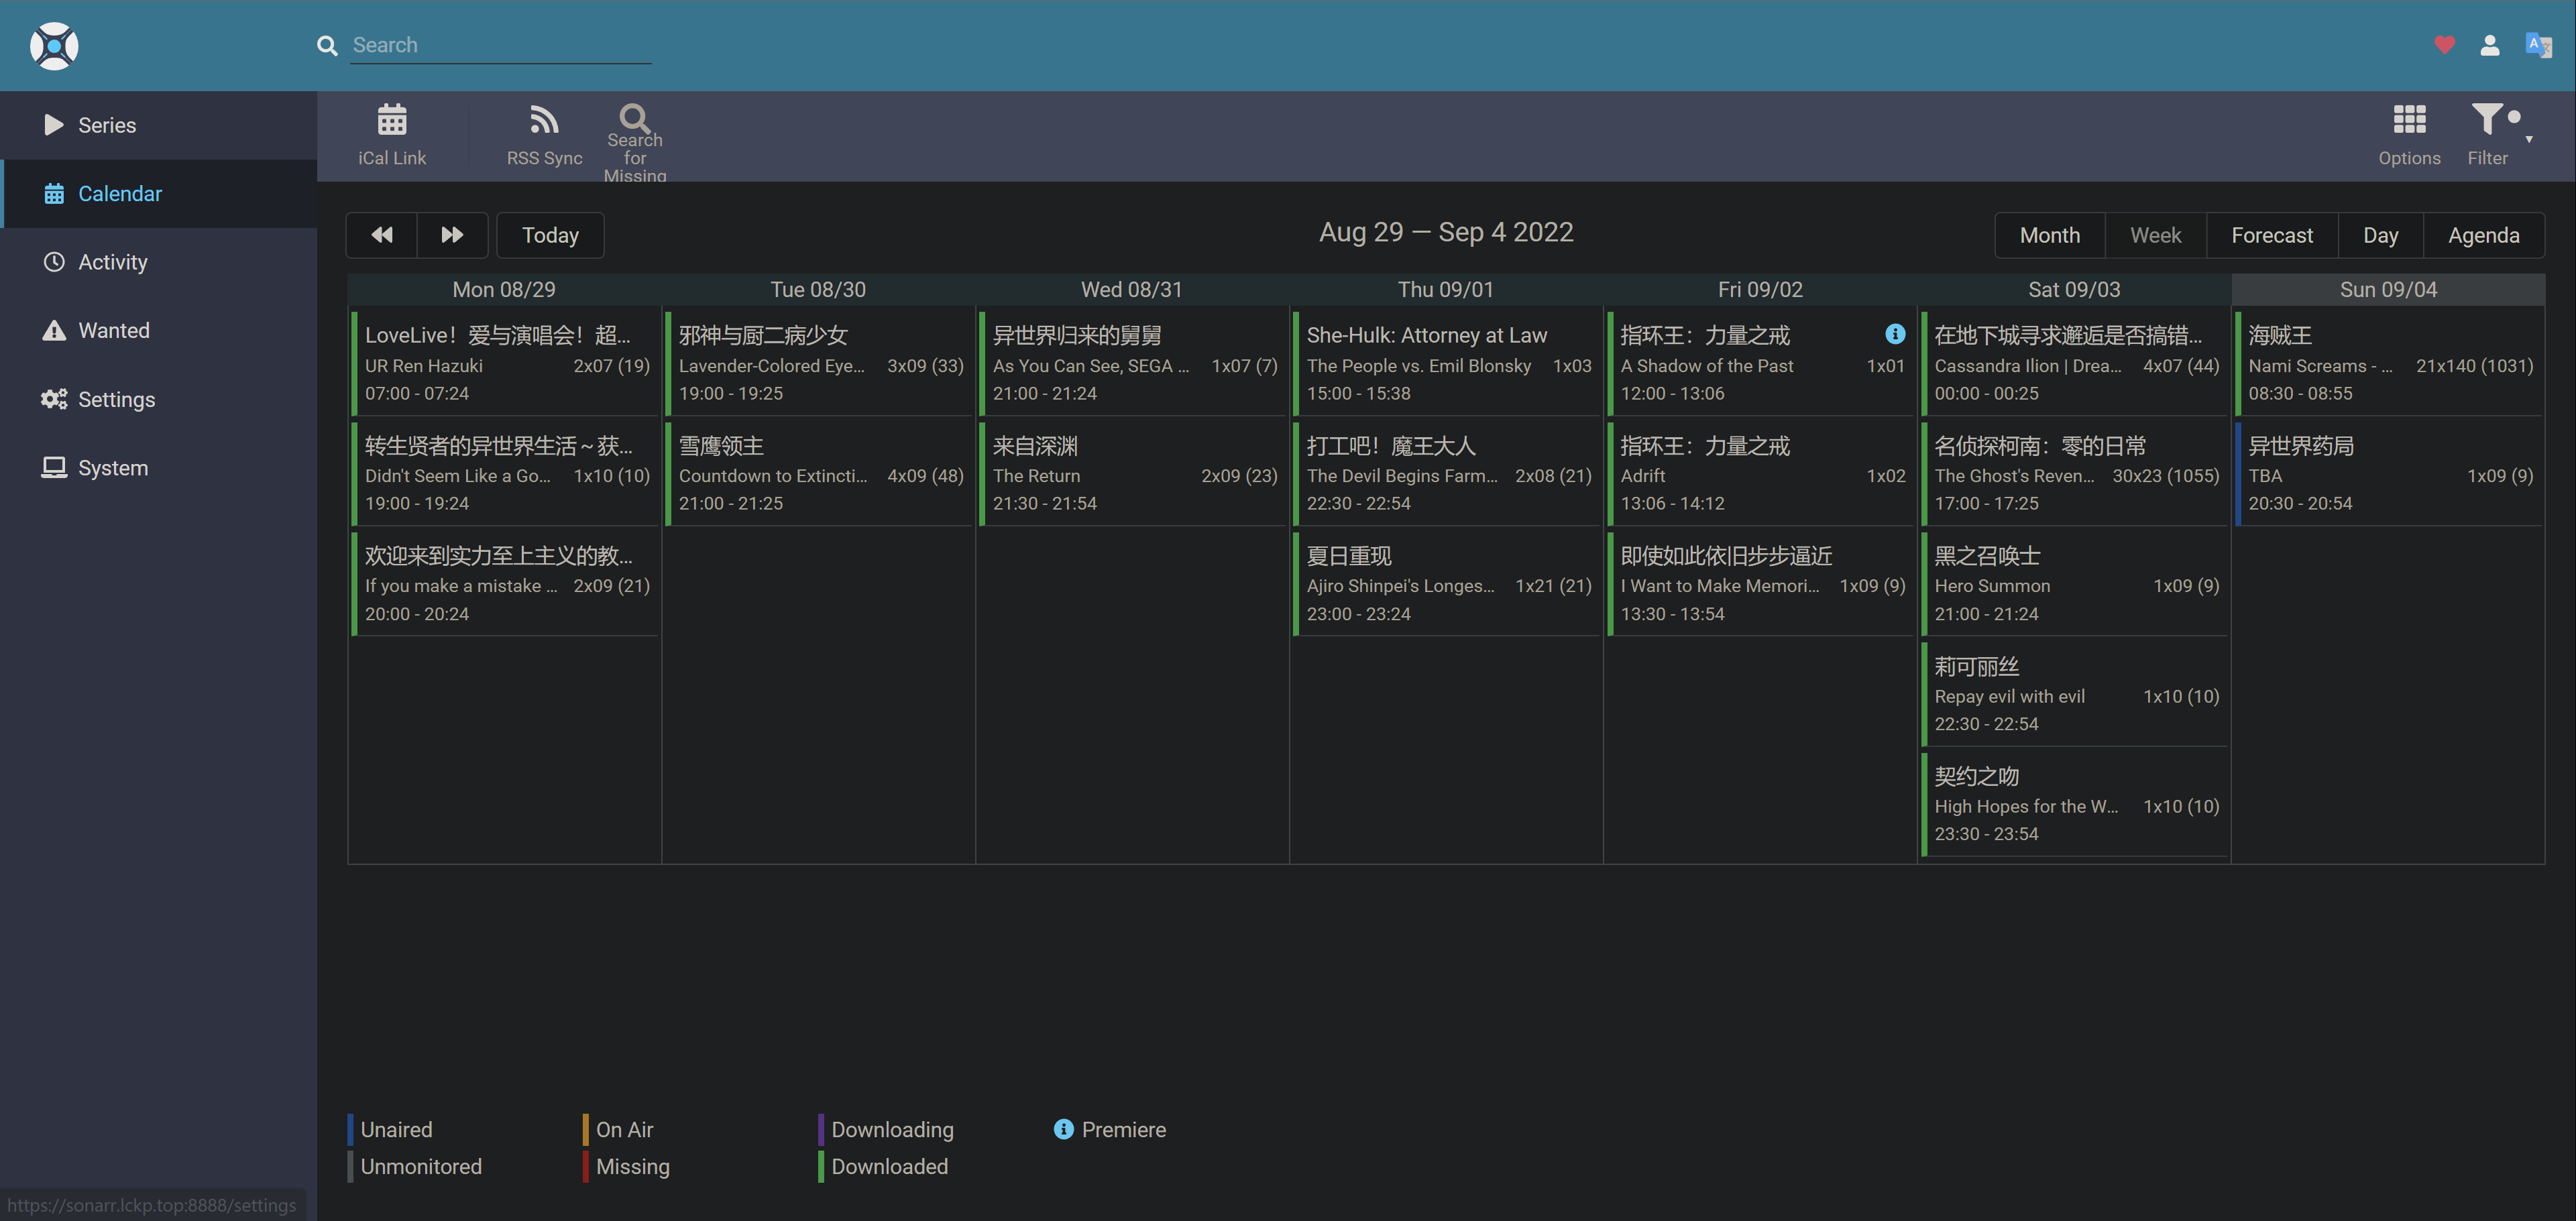 Search
Series
Calendar
Activity
Wanted
Settings
System
iCal Link
RSS Sync
Search
for
Missing
Options
Filter
Today
Aug 29 — Sep 4 2022
Month
Week
Forecast
Day
Agenda
Mon 08/29
LoveLive！爱与演唱会！超...
UR Ren Hazuki 2x07 (19)
07:00 - 07:24
转生贤者的异世界生活～获...
Didn't Seem Like a Go... 1x10 (10)
19:00 - 19:24
欢迎来到实力至上主义的教...
If you make a mistake ... 2x09 (21)
20:00 - 20:24
Tue 08/30
邪神与厨二病少女
Lavender-Colored Eye... 3x09 (33)
19:00 - 19:25
雪鹰领主
Countdown to Extincti... 4x09 (48)
21:00 - 21:25
Wed 08/31
异世界归来的舅舅
As You Can See, SEGA ... 1x07 (7)
21:00 - 21:24
来自深渊
The Return 2x09 (23)
21:30 - 21:54
Thu 09/01
She-Hulk: Attorney at Law
The People vs. Emil Blonsky 1x03
15:00 - 15:38
打工吧！魔王大人
The Devil Begins Farm... 2x08 (21)
22:30 - 22:54
夏日重现
Ajiro Shinpei's Longes... 1x21 (21)
23:00 - 23:24
Fri 09/02
指环王：力量之戒
A Shadow of the Past 1x01
12:00 - 13:06
指环王：力量之戒
Adrift 1x02
13:06 - 14:12
即使如此依旧步步逼近
I Want to Make Memori... 1x09 (9)
13:30 - 13:54
Sat 09/03
在地下城寻求邂逅是否搞错...
Cassandra Ilion | Drea... 4x07 (44)
00:00 - 00:25
名侦探柯南：零的日常
The Ghost's Reven... 30x23 (1055)
17:00 - 17:25
黑之召唤士
Hero Summon 1x09 (9)
21:00 - 21:24
莉可丽丝
Repay evil with evil 1x10 (10)
22:30 - 22:54
契约之吻
High Hopes for the W... 1x10 (10)
23:30 - 23:54
Sun 09/04
海贼王
Nami Screams - ... 21x140 (1031)
08:30 - 08:55
异世界药局
TBA 1x09 (9)
20:30 - 20:54
Unaired
On Air
Downloading
Premiere
Unmonitored
Missing
Downloaded
https://sonarr.lckp.top:8888/settings